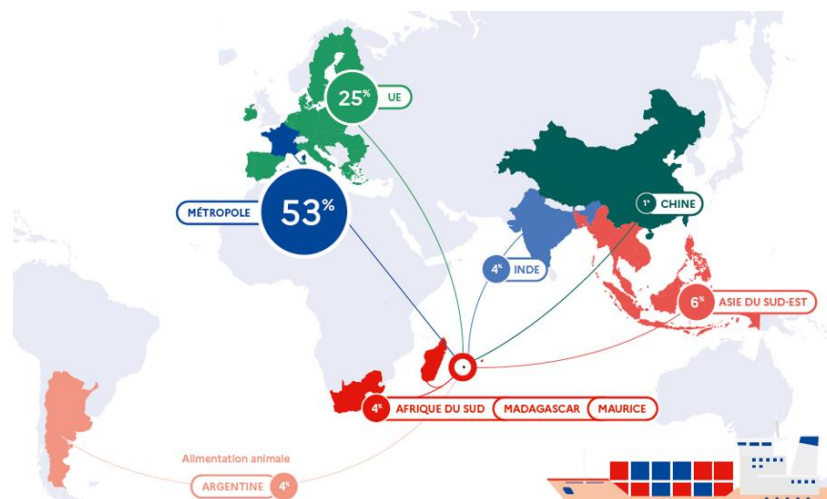 25% UE
MÉTROPOLE 53%
1% CHINE
4% INDE
6% ASIE DU SUD-EST
4% AFRIQUE DU SUD MADAGASCAR MAURICE
Alimentation animale
ARGENTINE 4%